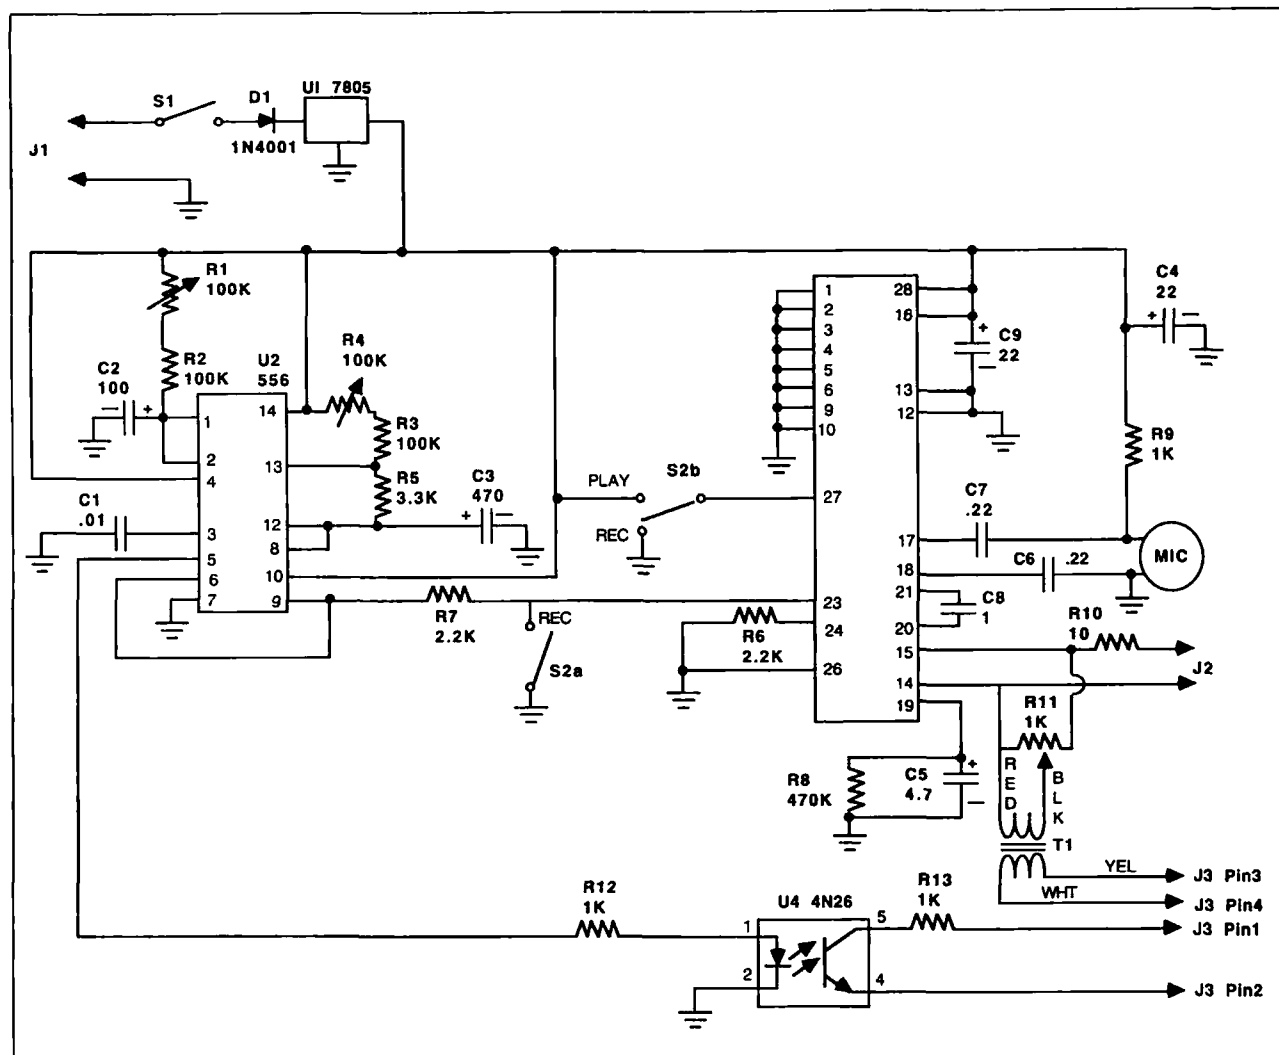 UI 7805
S1
D1
1N4001
J1
R1
100K
R2
100K
C2
100
U2
556
R4
100K
R3
100K
R5
3.3K
C3
470
C1
.01
1
2
4
3
5
6
7
14
13
12
8
10
9
R7
2.2K
REC
S2a
PLAY
S2b
REC
R6
2.2K
1
2
3
4
5
6
9
10
27
23
24
26
28
16
13
12
17
18
21
20
15
14
19
C9
22
C4
22
R9
1K
C7
.22
C6 .22
MIC
C8
1
R10
10
J2
R11
1K
RED
BLK
T1
R8
470K
C5
4.7
YEL
WHT
J3 Pin3
J3 Pin4
J3 Pin1
J3 Pin2
R12
1K
U4 4N26
1
2
5
4
R13
1K